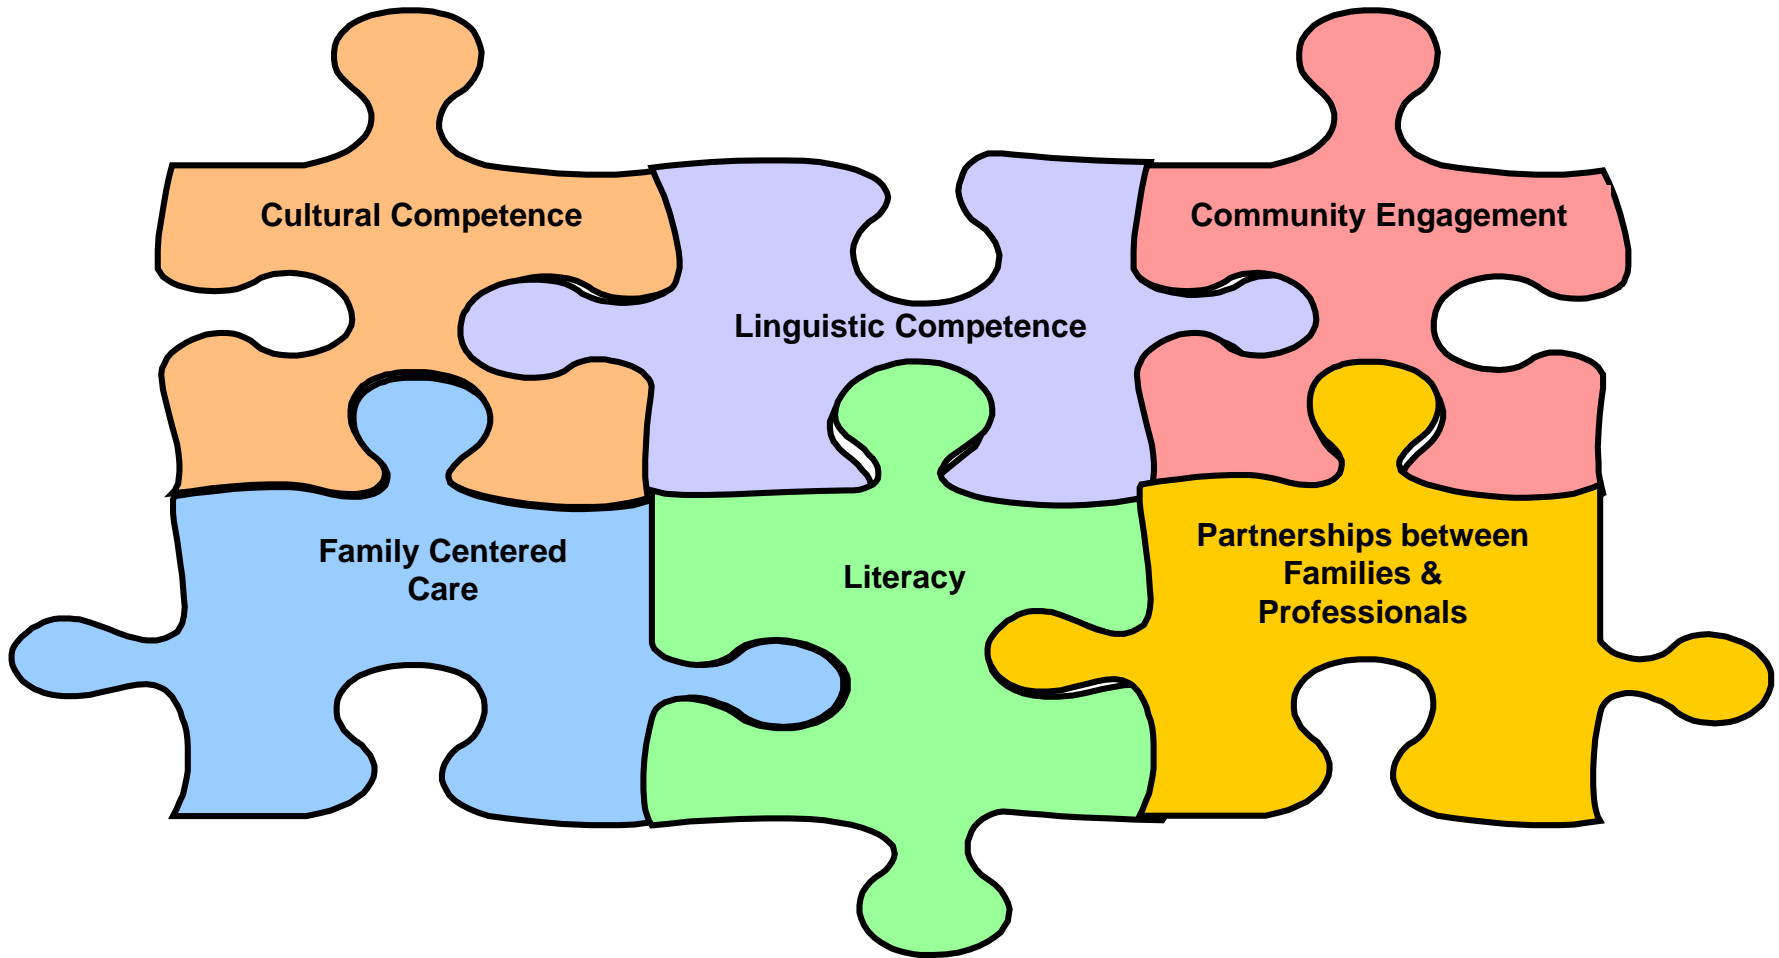 Cultural Competence
Community Engagement
Linguistic Competence
Family Centered
Care
Literacy
Partnerships between
Families &
Professionals